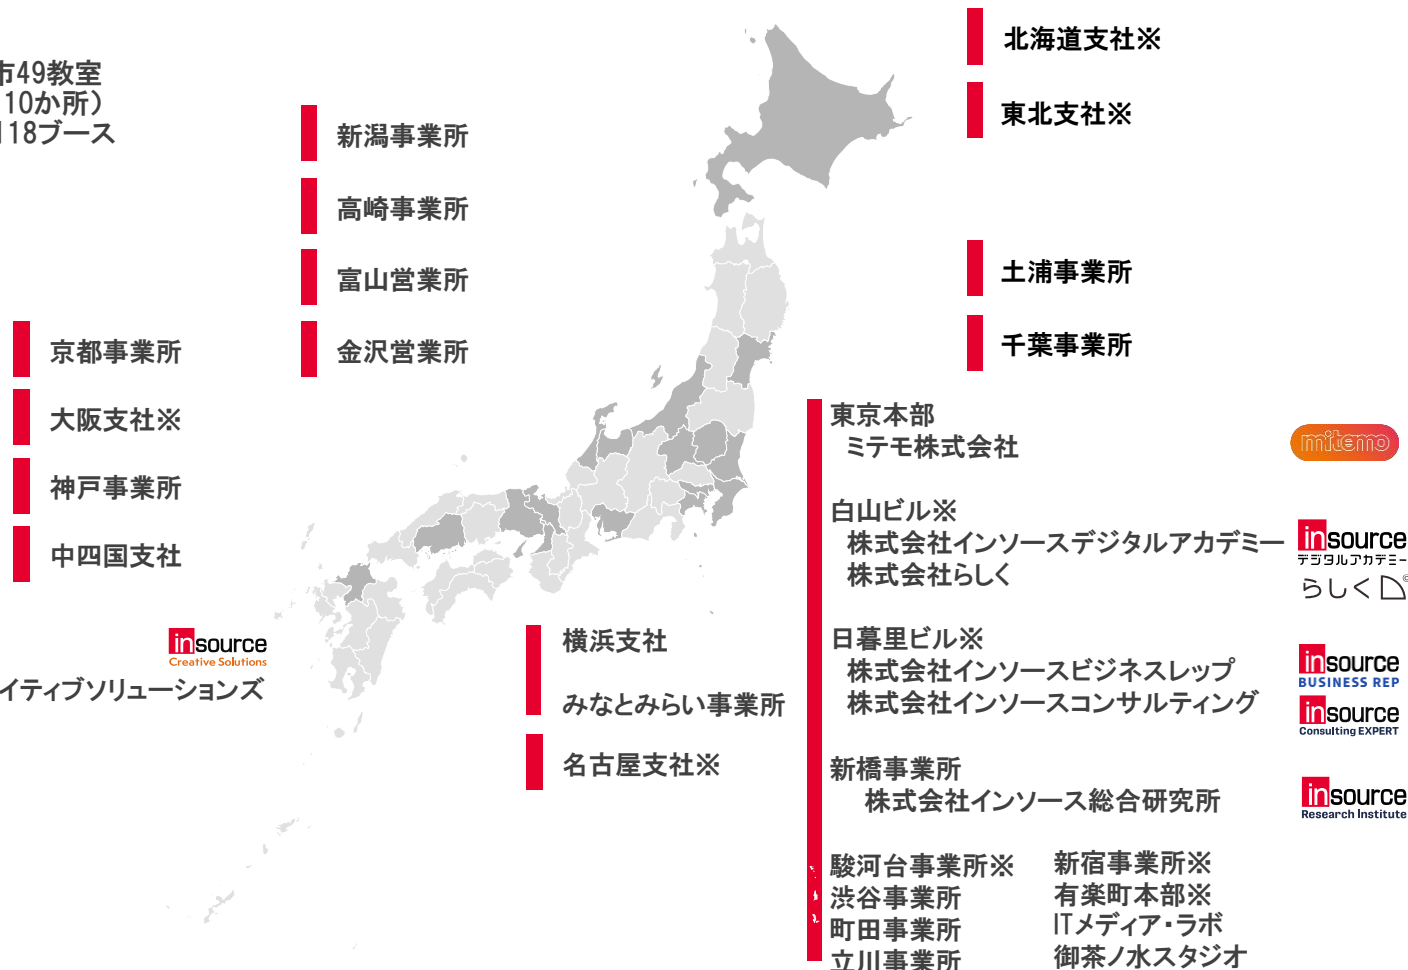 市49教室
10か所）
118ブース
新潟事業所
高崎事業所
富山営業所
金沢営業所
京都事業所
大阪支社※
神戸事業所
中四国支社
insource
Creative Solutions
イティブソリューションズ
北海道支社※
東北支社※
土浦事業所
千葉事業所
横浜支社
みなとみらい事業所
名古屋支社※
東京本部
ミテモ株式会社
mitemo
白山ビル※
株式会社インソースデジタルアカデミー
株式会社らしく
insource
デジタルアカデミー
らしく
日暮里ビル※
株式会社インソースビジネスレップ
株式会社インソースコンサルティング
insource
BUSINESS REP
insource
Consulting EXPERT
新橋事業所
株式会社インソース総合研究所
insource
Research Institute
駿河台事業所※
渋谷事業所
町田事業所
立川事業所
新宿事業所※
有楽町本部※
ITメディア・ラボ
御茶ノ水スタジオ